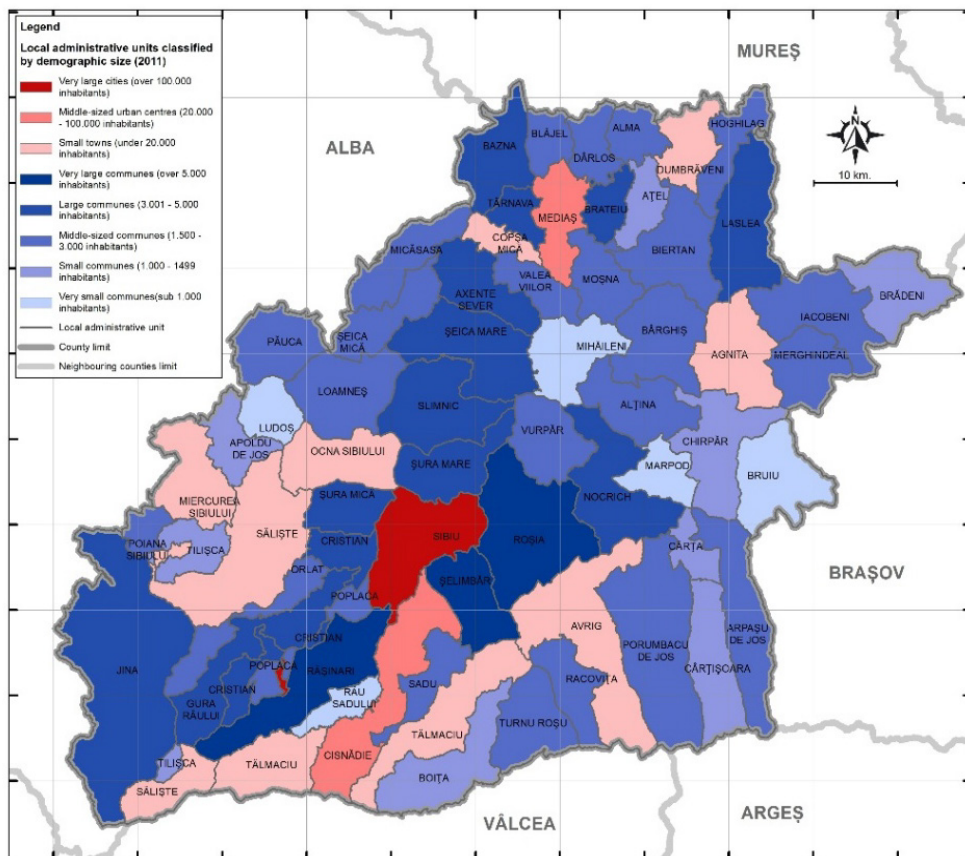 Legend
Local administrative units classified
by demographic size (2011)
Very large cities (over 100.000
inhabitants)
Middle-sized urban centres (20.000
- 100.000 inhabitants)
Small towns (under 20.000
inhabitants)
Very large communes (over 5.000
inhabitants)
Large communes (3.001 - 5.000
inhabitants)
Middle-sized communes (1.500 -
3.000 inhabitants)
Small communes (1.000 - 1499
inhabitants)
Very small communes(sub 1.000
inhabitants)
Local administrative unit
County limit
Neighbouring counties limit
MUREȘ
N
10 km.
ALBA
BAZNA
BLĂJEL
ALMA
HOGHILAG
DÂRLOS
DUMBRĂVENI
TÂRNAVA
MEDIAȘ
BRATEIU
AȚEL
LASLEA
MICĂSASA
COPȘA
MICĂ
BIERTAN
VALEA
VIILOR
MOȘNA
AXENTE
SEVER
BRĂDENI
IACOBENI
PĂUCA
ȘEICA
MICĂ
ȘEICA MARE
MIHĂILENI
BÂRGHIȘ
AGNITA
MERGHINDEAL
LOAMNEȘ
SLIMNIC
ALȚINA
LUDOȘ
VURPĂR
APOLDU
DE JOS
OCNA SIBIULUI
CHIRPĂR
ȘURA MARE
MARPOD
BRUIU
MIERCUREA
SIBIULUI
ȘURA MICĂ
NOCRICH
SĂLIȘTE
POIANA
SIBIULUI
TILIȘCA
CRISTIAN
SIBIU
ROȘIA
CÂRȚA
ORLAT
ȘELIMBĂR
BRAȘOV
POPLACA
AVRIG
ARPAȘU
DE JOS
CRISTIAN
PORUMBACU
DE JOS
JINA
POPLACA
RĂȘINARI
CÂRȚIȘOARA
CRISTIAN
SADU
RACOVIȚA
GURA
RÂULUI
RÂU
SADULUI
TURNU ROȘU
TĂLMACIU
CISNĂDIE
TILIȘCA
TĂLMACIU
BOIȚA
SĂLIȘTE
VÂLCEA
ARGEȘ